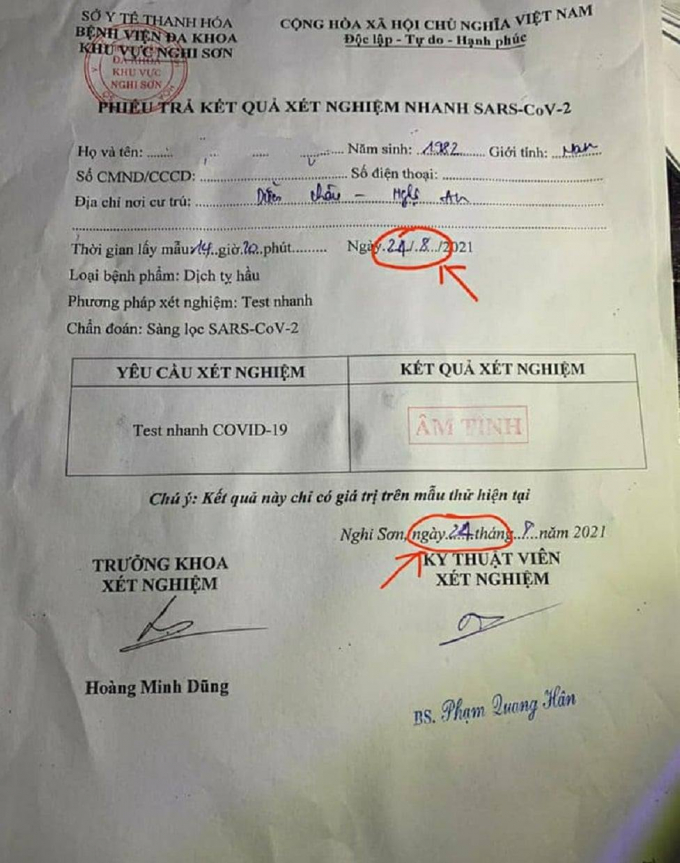 SỞ Y TẾ THANH HÓA
BỆNH VIỆN ĐA KHOA
KHU VỰC NGHI SƠN
CỘNG HÒA XÃ HỘI CHỦ NGHĨA VIỆT NAM
Độc lập - Tự do - Hạnh phúc
ĐA KHOA
KHU VỰC
NGHI SƠN
PHIẾU TRẢ KẾT QUẢ XÉT NGHIỆM NHANH SARS-CoV-2
Họ và tên: Năm sinh: 1982 Giới tính: Nam
Số CMND/CCCD: Số điện thoại:
Địa chỉ nơi cư trú: Diễn Châu - Nghệ An
Thời gian lấy mẫu 14 giờ 20 phút Ngày 24/8/2021
Loại bệnh phẩm: Dịch tỵ hầu
Phương pháp xét nghiệm: Test nhanh
Chẩn đoán: Sàng lọc SARS-CoV-2
YÊU CẦU XÉT NGHIỆM KẾT QUẢ XÉT NGHIỆM
Test nhanh COVID-19 ÂM TÍNH
Chú ý: Kết quả này chỉ có giá trị trên mẫu thử hiện tại
Nghi Sơn, ngày 24 tháng 8 năm 2021
TRƯỞNG KHOA
XÉT NGHIỆM
KỸ THUẬT VIÊN
XÉT NGHIỆM
Hoàng Minh Dũng
BS. Phạm Quang Hân